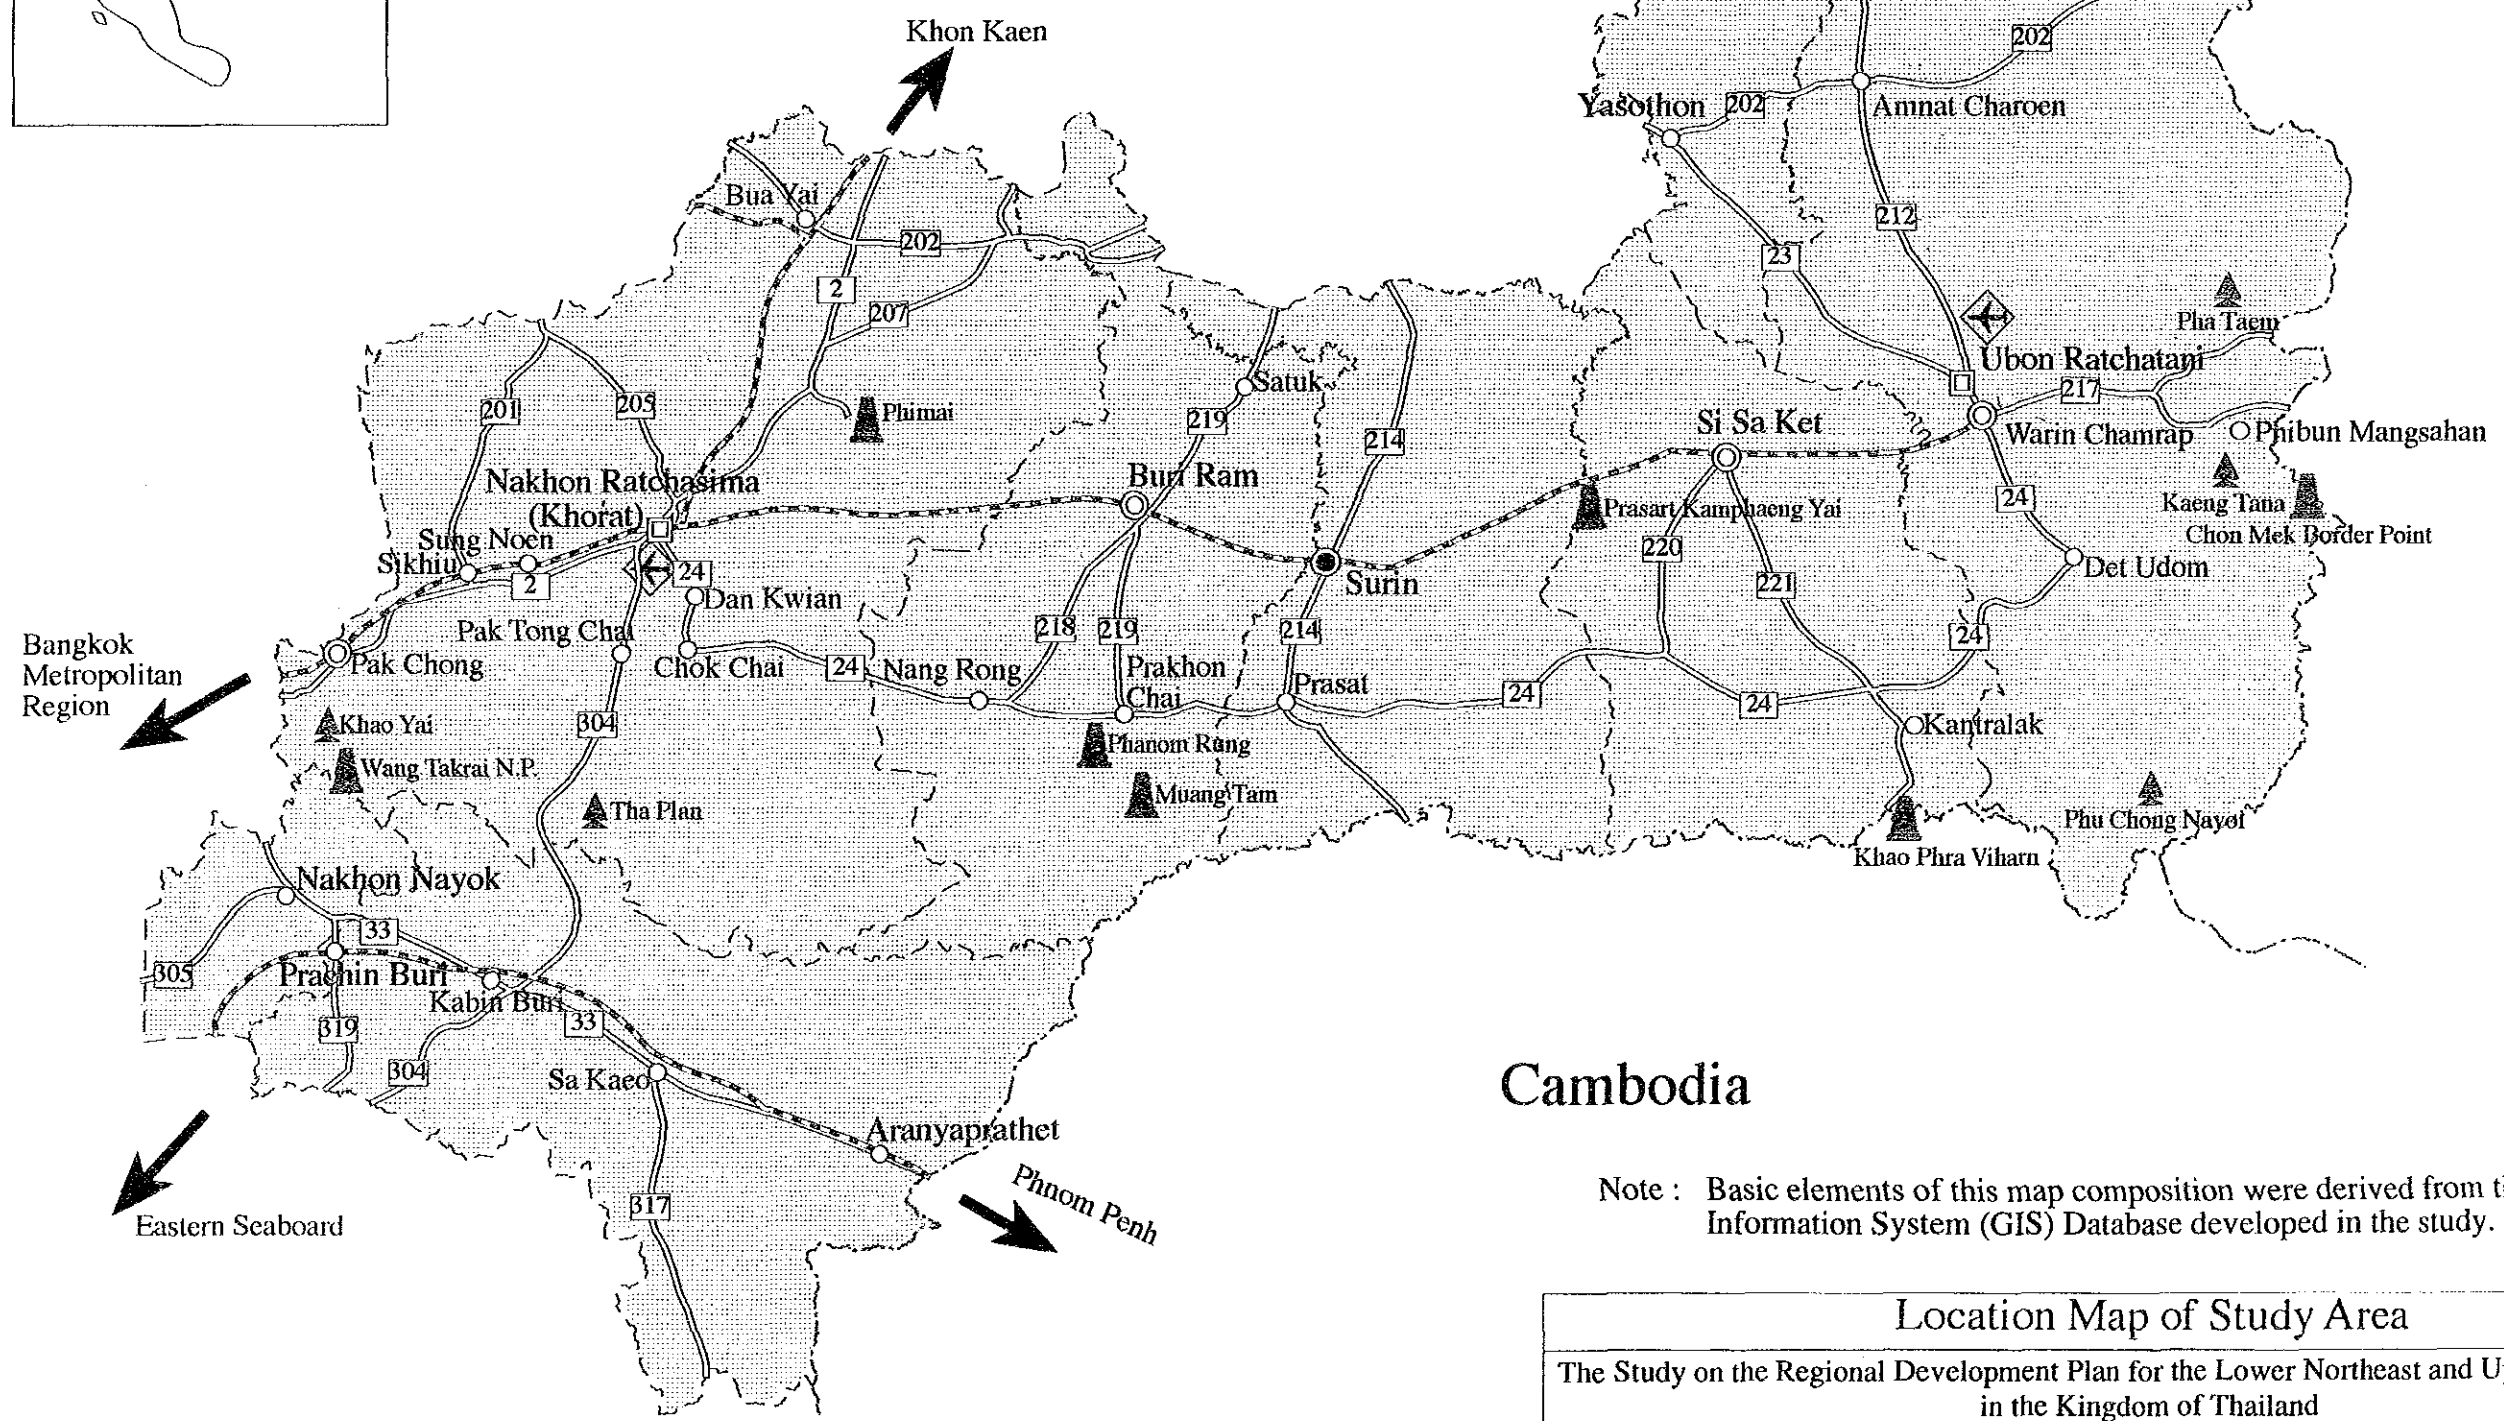 Khon Kaen
202
Yasothon
202
Amnat Charoen
Bua Yai
212
202
23
2
207
Pha Taem
Ubon Ratchatani
Satuk
217
201
205
Phimai
219
Si Sa Ket
214
Warin Chamrap
Phibun Mangsahan
Nakhon Ratchasima
(Khorat)
Buri Ram
24
Kaeng Tana
Prasart Kamphaeng Yai
Chon Mek Border Point
Sung Noen
Sikhiu
220
2
24
Surin
221
Det Udom
Dan Kwian
Pak Tong Chai
218
219
214
24
Bangkok
Metropolitan
Region
Pak Chong
Chok Chai
24
Nang Rong
Prakhon
Chai
Prasat
24
24
Khao Yai
304
Kantralak
Phanom Rung
Wang Takrai N.P.
Muang Tam
Tha Plan
Phu Chong Nayoi
Khao Phra Viharn
Nakhon Nayok
33
305
Prachin Buri
Kabin Buri
319
33
304
Sa Kaeo
Cambodia
Aranyaprathet
Phnom Penh
317
Eastern Seaboard
Note : Basic elements of this map composition were derived from
Information System (GIS) Database developed in the study.
Location Map of Study Area
The Study on the Regional Development Plan for the Lower Northeast and
in the Kingdom of Thailand